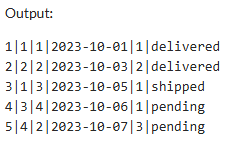 Output:
1|1|1|2023-10-01|1|delivered
2|2|2|2023-10-03|2|delivered
3|1|3|2023-10-05|1|shipped
4|3|4|2023-10-06|1|pending
5|4|2|2023-10-07|3|pending